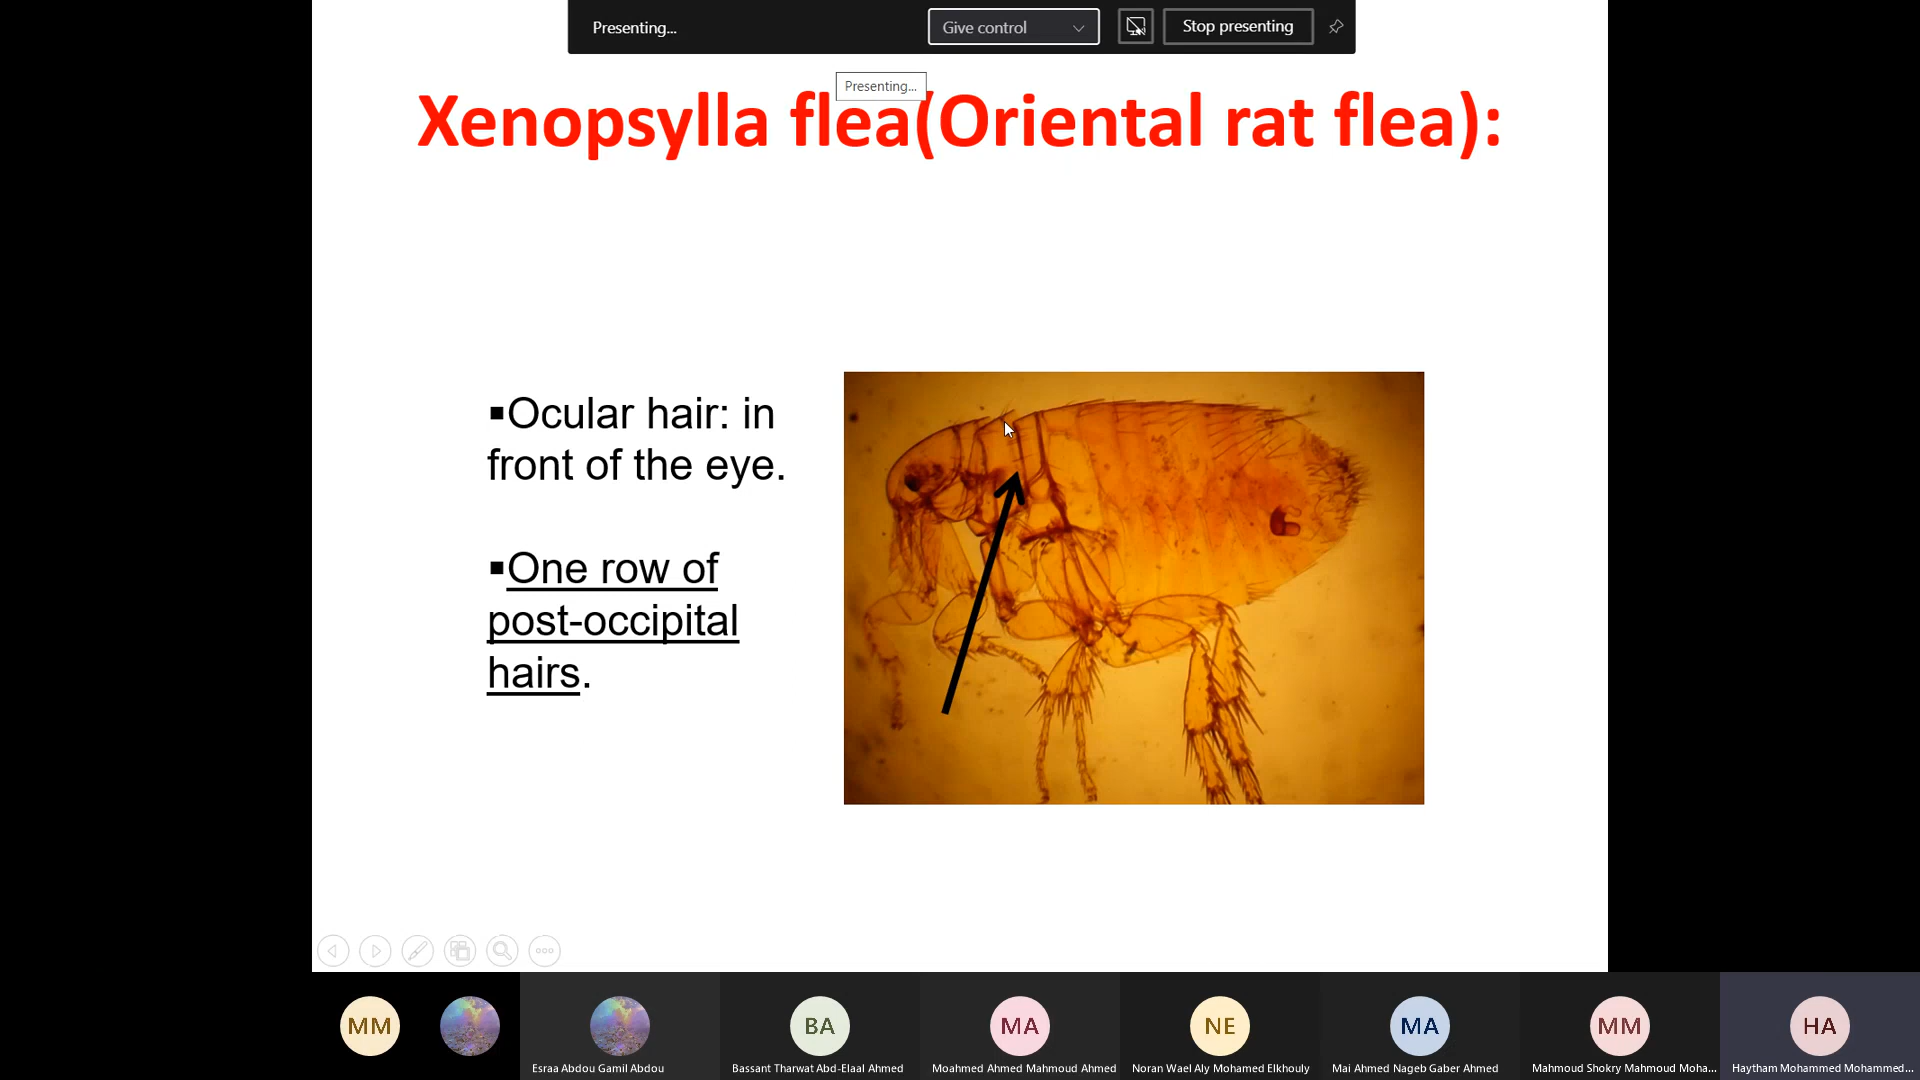 Presenting...
Give control
Stop presenting
Presenting...
Xenopsylla flea(Oriental rat flea):
▪Ocular hair: in
front of the eye.
▪One row of
post-occipital
hairs.
MM
BA
MA
NE
MA
MM
HA
Esraa Abdou Gamil Abdou
Bassant Tharwat Abd-Elaal Ahmed
Moahmed Ahmed Mahmoud Ahmed
Noran Wael Aly Mohamed Elkhouly
Mai Ahmed Nageb Gaber Ahmed
Mahmoud Shokry Mahmoud Moha...
Haytham Mohammed Mohammed...